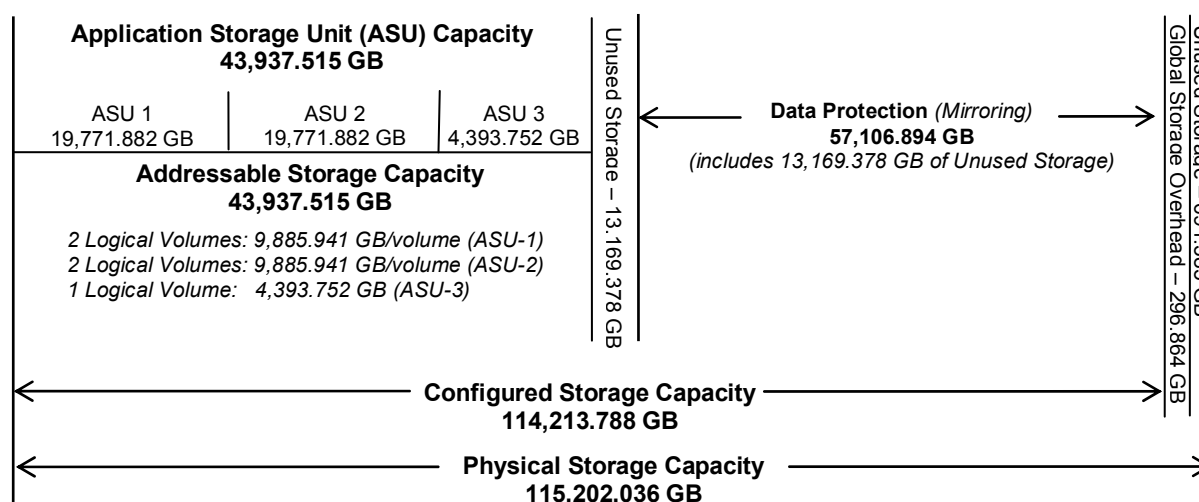 Application Storage Unit (ASU) Capacity
43,937.515 GB
ASU 1
19,771.882 GB
ASU 2
19,771.882 GB
ASU 3
4,393.752 GB
Addressable Storage Capacity
43,937.515 GB
2 Logical Volumes: 9,885.941 GB/volume (ASU-1)
2 Logical Volumes: 9,885.941 GB/volume (ASU-2)
1 Logical Volume: 4,393.752 GB (ASU-3)
Unused Storage – 13.169.378 GB
Data Protection (Mirroring)
57,106.894 GB
(includes 13,169.378 GB of Unused Storage)
Global Storage Overhead – 296.864 GB
Storage GB
Configured Storage Capacity
114,213.788 GB
Physical Storage Capacity
115,202.036 GB